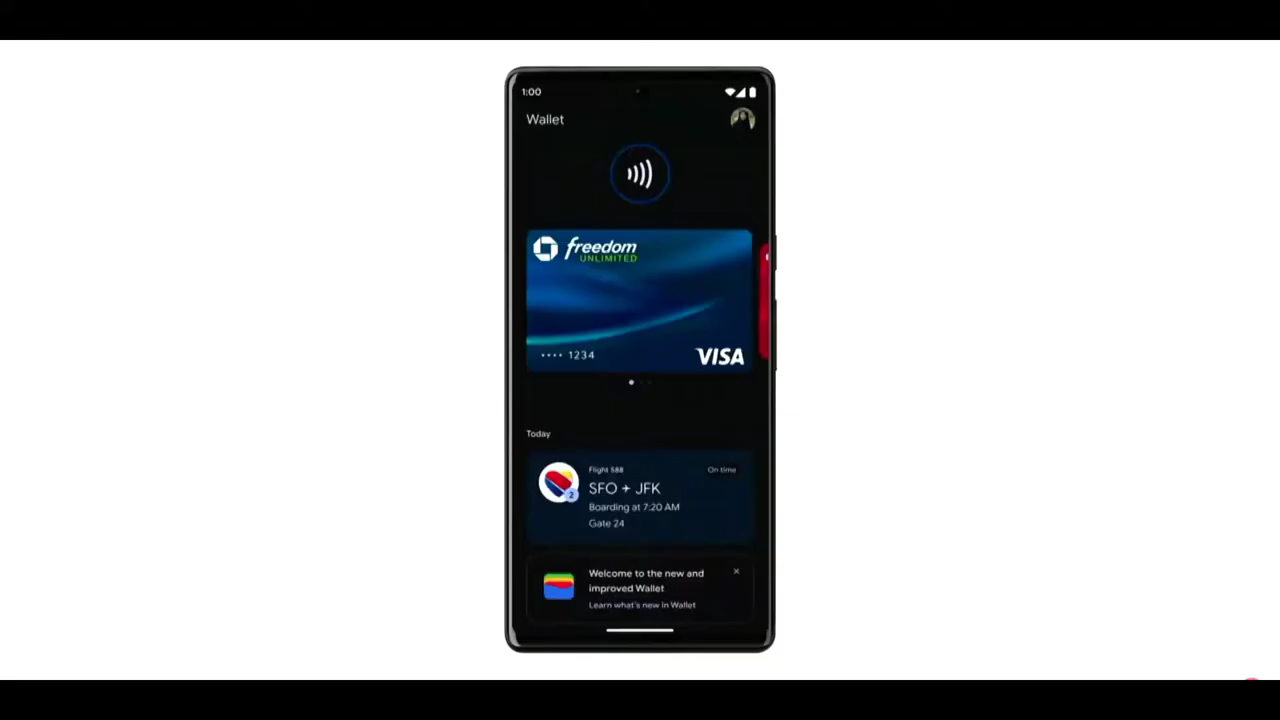 1:00
Wallet
freedom
UNLIMITED
•••• 1234
VISA
Today
Flight 588
On time
2
SFO ✈ JFK
Boarding at 7:20 AM
Gate 24
Welcome to the new and
improved Wallet
Learn what's new in Wallet